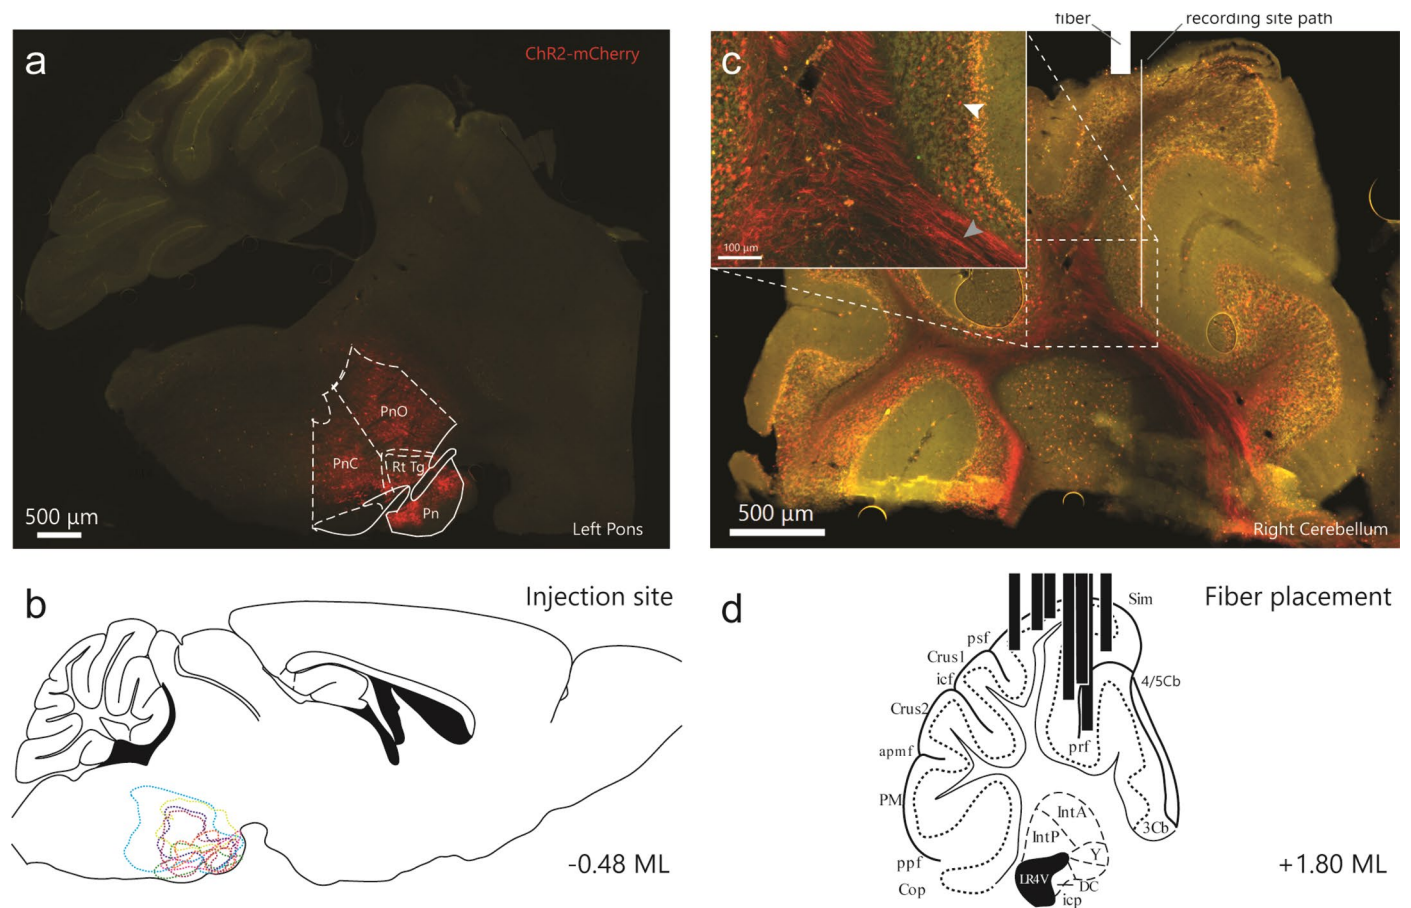 fiber
recording site path
a
ChR2-mCherry
c
100 µm
PnO
PnC
Rt Tg
Pn
500 µm
Left Pons
500 µm
Right Cerebellum
b
Injection site
-0.48 ML
d
Fiber placement
Sim
psf
Crus1
icf
4/5Cb
Crus2
apmf
prf
PM
IntA
3Cb
IntP
Y
ppf
LR4V
DC
Cop
icp
+1.80 ML